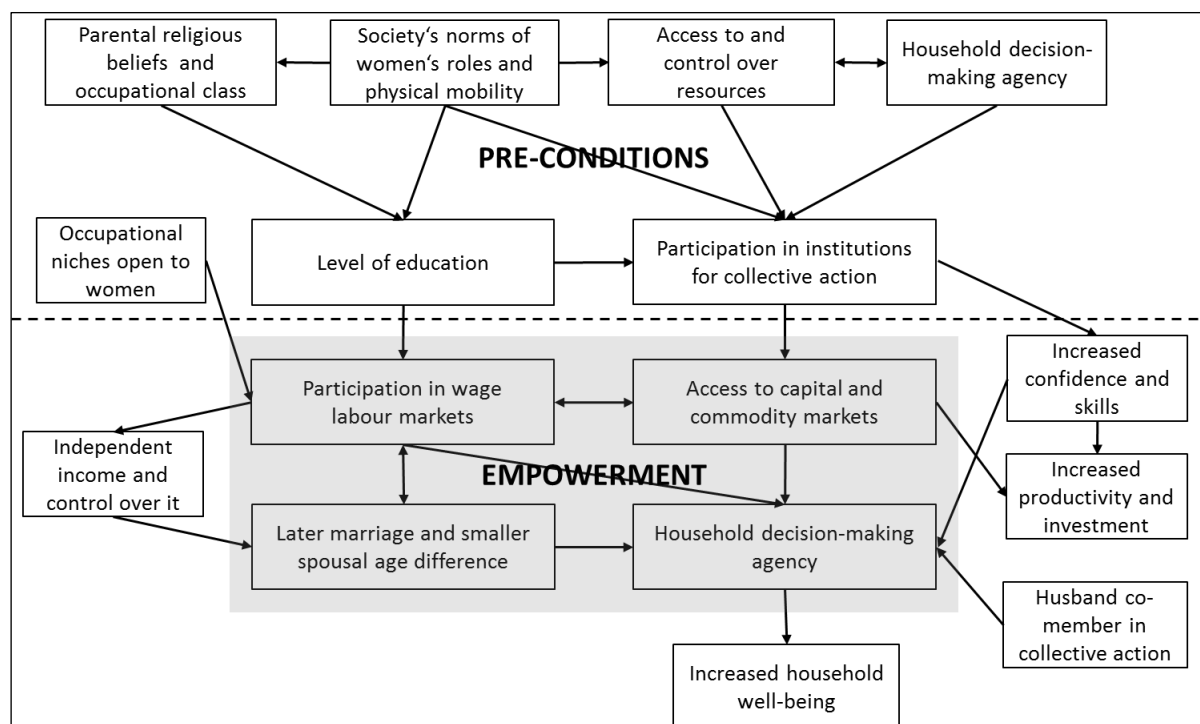 Parental religious
beliefs and
occupational class
Society‘s norms of
women‘s roles and
physical mobility
Access to and
control over
resources
Household decision-
making agency
PRE-CONDITIONS
Occupational
niches open to
women
Level of education
Participation in institutions
for collective action
Participation in wage
labour markets
Access to capital and
commodity markets
Increased
confidence and
skills
Independent
income and
control over it
EMPOWERMENT
Increased
productivity and
investment
Later marriage and smaller
spousal age difference
Household decision-making
agency
Husband co-
member in
collective action
Increased household
well-being